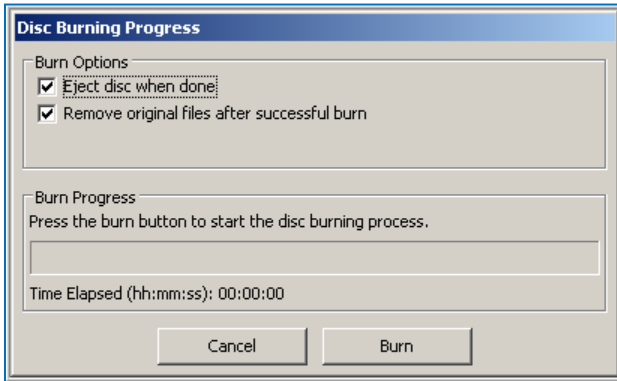 Disc Burning Progress
Burn Options
Eject disc when done
Remove original files after successful burn
Burn Progress
Press the burn button to start the disc burning process.
Time Elapsed (hh:mm:ss): 00:00:00
Cancel Burn